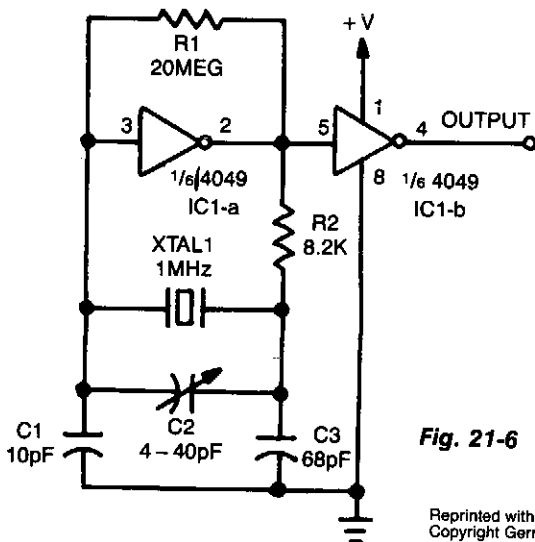 R1
20MEG
+V
3
2
5
1
4
OUTPUT
8
1/6 4049
IC1-a
1/6 4049
IC1-b
R2
8.2K
XTAL1
1MHz
C1
10pF
C2
4–40pF
C3
68pF
Fig. 21-6
Reprinted with
Copyright